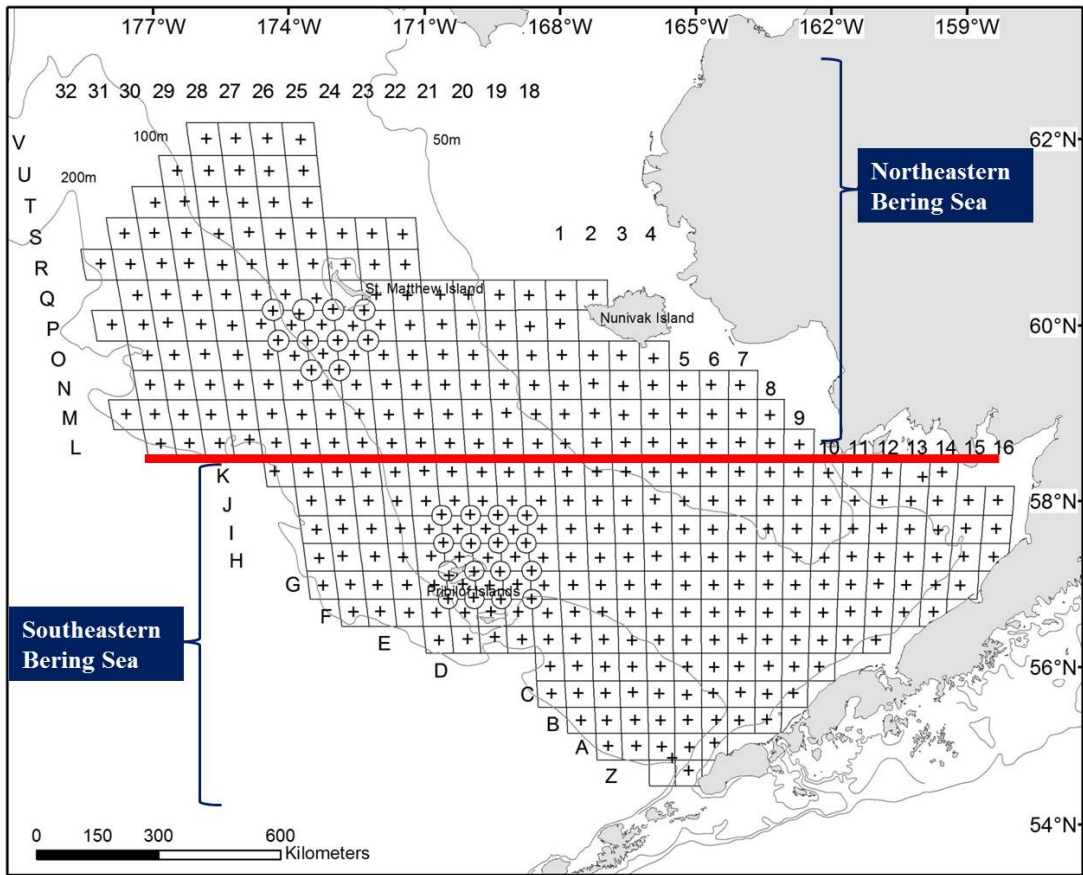 177°W 174°W 171°W 168°W 165°W 162°W 159°W
32 31 30 29 28 27 26 25 24 23 22 21 20 19 18
100m
50m
62°N
V
200m
U
T
S
R
Q
P
O
N
M
L
Northeastern
Bering Sea
1 2 3 4
St. Matthew Island
Nunivak Island
60°N
5 6 7
8
9
10 11 12 13 14 15 16
K
J
I
H
G
F
E
D
C
B
A
Z
58°N
Pribilof Islands
Southeastern
Bering Sea
56°N
54°N
0 150 300 600
Kilometers